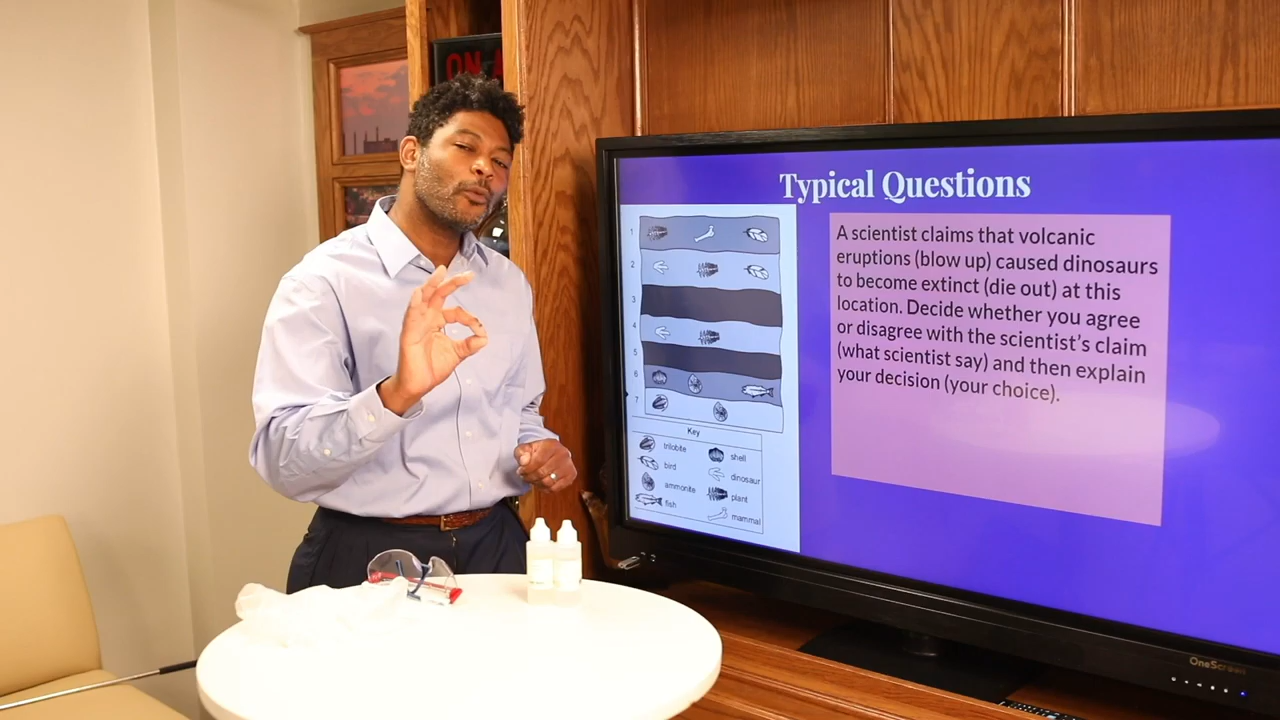 ON A
Typical Questions
1
2
3
4
5
6
7
Key
trilobite
bird
ammonite
fish
shell
dinosaur
plant
mammal
A scientist claims that volcanic
eruptions (blow up) caused dinosaurs
to become extinct (die out) at this
location. Decide whether you agree
or disagree with the scientist's claim
(what scientist say) and then explain
your decision (your choice).
OneScreen